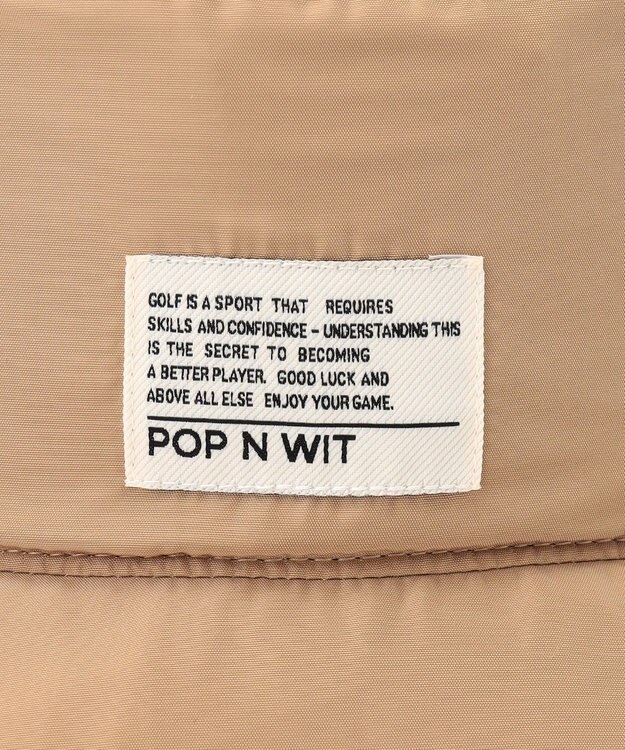 GOLF IS A SPORT THAT REQUIRES
SKILLS AND CONFIDENCE – UNDERSTANDING THIS
IS THE SECRET TO BECOMING
A BETTER PLAYER. GOOD LUCK AND
ABOVE ALL ELSE ENJOY YOUR GAME.
POP N WIT